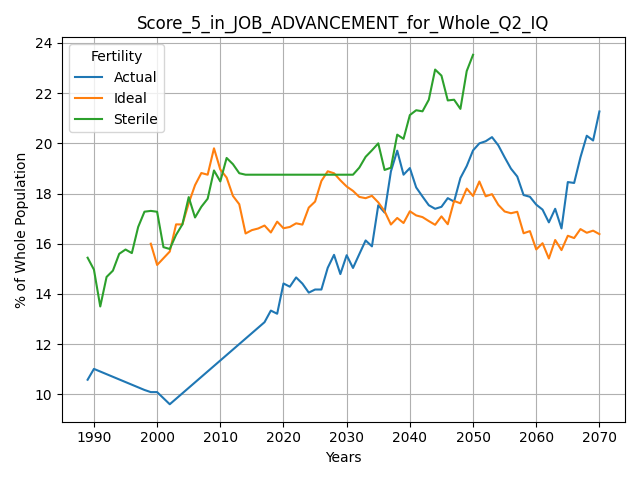 Score_5_in_JOB_ADVANCEMENT_for_Whole_Q2_IQ
Fertility
Actual
Ideal
Sterile
% of Whole Population
24
22
20
18
16
14
12
10
1990 2000 2010 2020 2030 2040 2050 2060 2070
Years